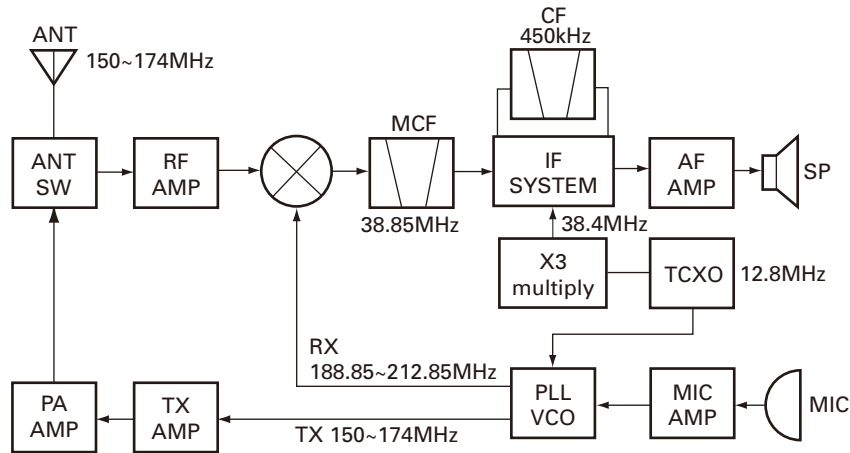 ANT
150~174MHz
CF
450kHz
MCF
ANT
SW
RF
AMP
IF
SYSTEM
AF
AMP
SP
38.85MHz
38.4MHz
X3
multiply
TCXO
12.8MHz
RX
188.85~212.85MHz
PA
AMP
TX
AMP
TX 150~174MHz
PLL
VCO
MIC
AMP
MIC